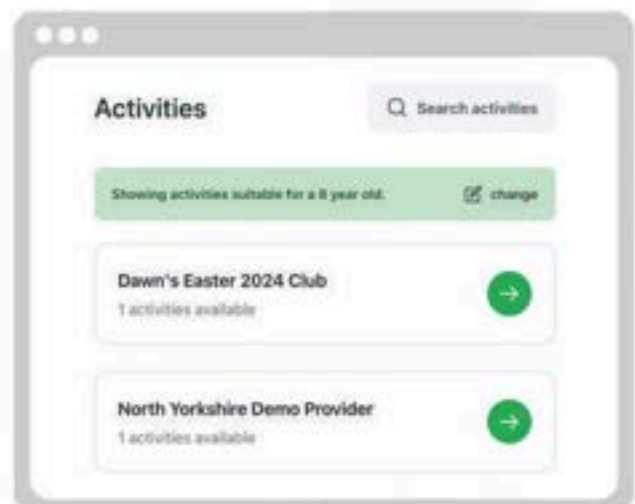 Activities
Search activities
Showing activities suitable for a 8 year old.
change
Dawn's Easter 2024 Club
1 activities available
North Yorkshire Demo Provider
1 activities available